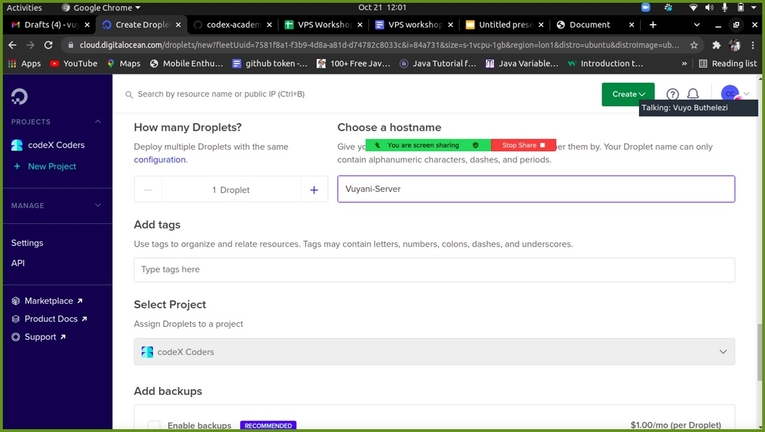 Activities
Google Chrome
Oct 21 12:01
Drafts (4) - vuy
Create Drople
codex-academ
VPS Worksho
VPS worksho
Untitled prese
Document
cloud.digitalocean.com/droplets/new?fleetUuid=7581f8a1-f3b9-4d8a-a81d-d74782c8033c&i=84a731&size=s-1vcpu-1gb&region=lon1&distro=ubuntu&distroImage=ub...
Apps
YouTube
Maps
Mobile Enthu...
github token -...
100+ Free Jav...
Java Tutorial f...
Java Variable...
Introduction t...
»
Reading list
Search by resource name or public IP (Ctrl+B)
Create
CC
Talking: Vuyo Buthelezi
PROJECTS
codeX Coders
+ New Project
MANAGE
Settings
API
Marketplace ↗
Product Docs ↗
Support ↗
How many Droplets?
Deploy multiple Droplets with the same
configuration.
1 Droplet
Choose a hostname
You are screen sharing
Stop Share
Give yo
er them by. Your Droplet name can only
contain alphanumeric characters, dashes, and periods.
Vuyani-Server
Add tags
Use tags to organize and relate resources. Tags may contain letters, numbers, colons, dashes, and underscores.
Type tags here
Select Project
Assign Droplets to a project
codeX Coders
Add backups
Enable backups
RECOMMENDED
$1.00/mo (per Droplet)